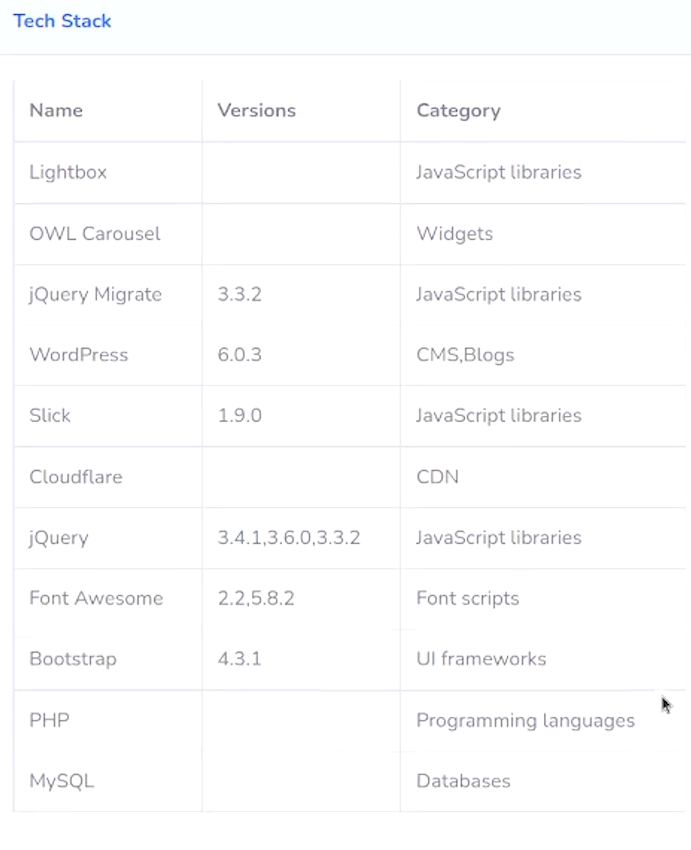 Tech Stack
Name Versions Category
Lightbox JavaScript libraries
OWL Carousel Widgets
jQuery Migrate 3.3.2 JavaScript libraries
WordPress 6.0.3 CMS,Blogs
Slick 1.9.0 JavaScript libraries
Cloudflare CDN
jQuery 3.4.1,3.6.0,3.3.2 JavaScript libraries
Font Awesome 2.2,5.8.2 Font scripts
Bootstrap 4.3.1 UI frameworks
PHP Programming languages
MySQL Databases